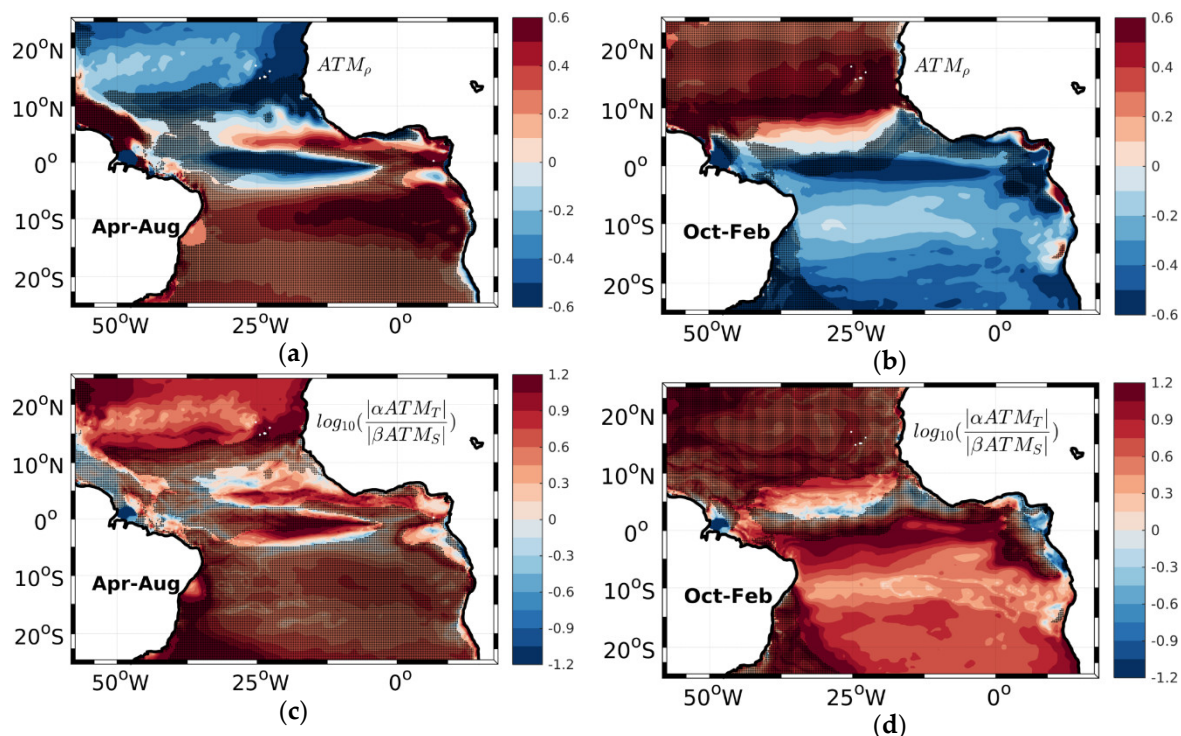 20°N
10°N
0°
10°S
20°S
50°W
25°W
0°
ATMρ
Apr-Aug
0.6
0.4
0.2
0
-0.2
-0.4
-0.6
(a)
20°N
10°N
0°
10°S
20°S
50°W
25°W
0°
ATMρ
Oct-Feb
0.6
0.4
0.2
0
-0.2
-0.4
-0.6
(b)
20°N
10°N
0°
10°S
20°S
50°W
25°W
0°
log₁₀(|αATM_T|/|βATM_S|)
Apr-Aug
1.2
0.9
0.6
0.3
0
-0.3
-0.6
-0.9
-1.2
(c)
20°N
10°N
0°
10°S
20°S
50°W
25°W
0°
log₁₀(|αATM_T|/|βATM_S|)
Oct-Feb
1.2
0.9
0.6
0.3
0
-0.3
-0.6
-0.9
-1.2
(d)